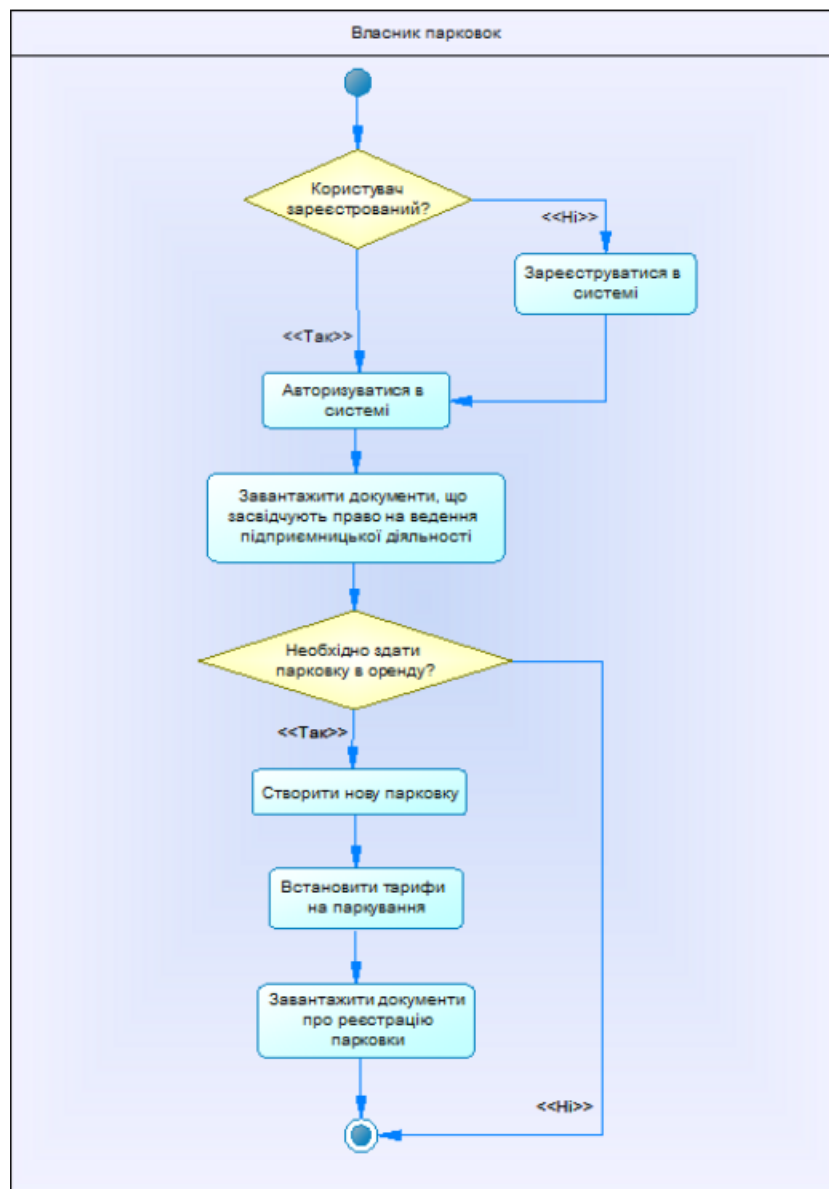 Власник парковок
Користувач
зареєстрований?
<<Ні>>
Зареєструватися в
системі
<<Так>>
Авторизуватися в
системі
Завантажити документи, що
засвідчують право на ведення
підприємницької діяльності
Необхідно здати
парковку в оренду?
<<Так>>
Створити нову парковку
Встановити тарифи
на паркування
Завантажити документи
про реєстрацію
парковки
<<Ні>>